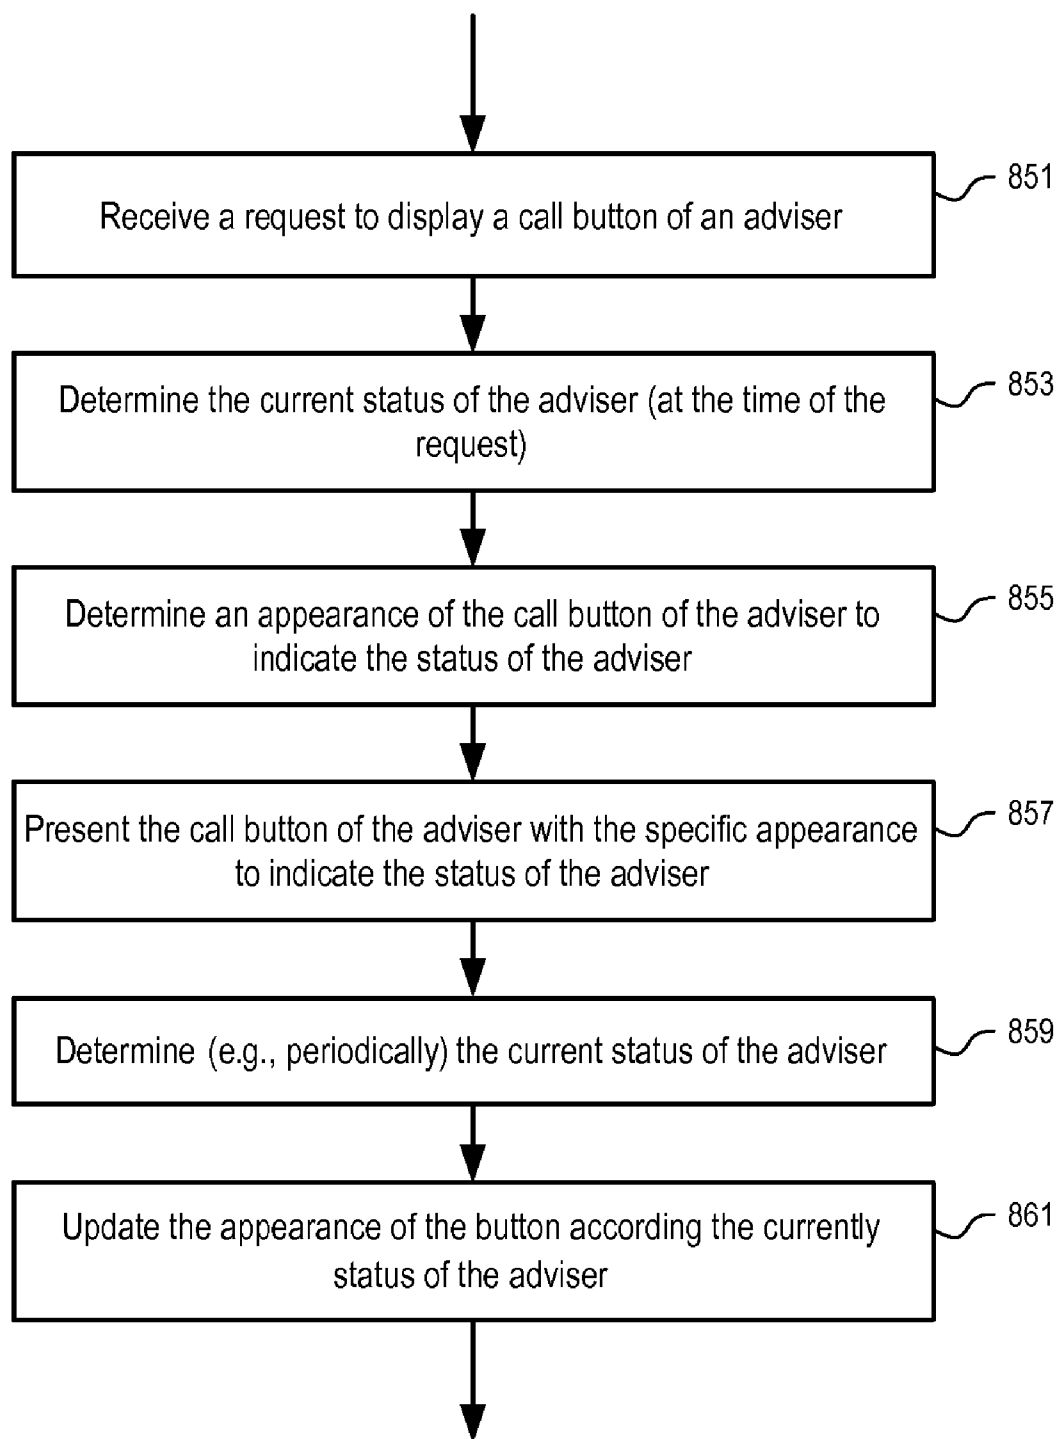 Receive a request to display a call button of an adviser
851
Determine the current status of the adviser (at the time of the
request)
853
Determine an appearance of the call button of the adviser to
indicate the status of the adviser
855
Present the call button of the adviser with the specific appearance
to indicate the status of the adviser
857
Determine (e.g., periodically) the current status of the adviser
859
Update the appearance of the button according the currently
status of the adviser
861